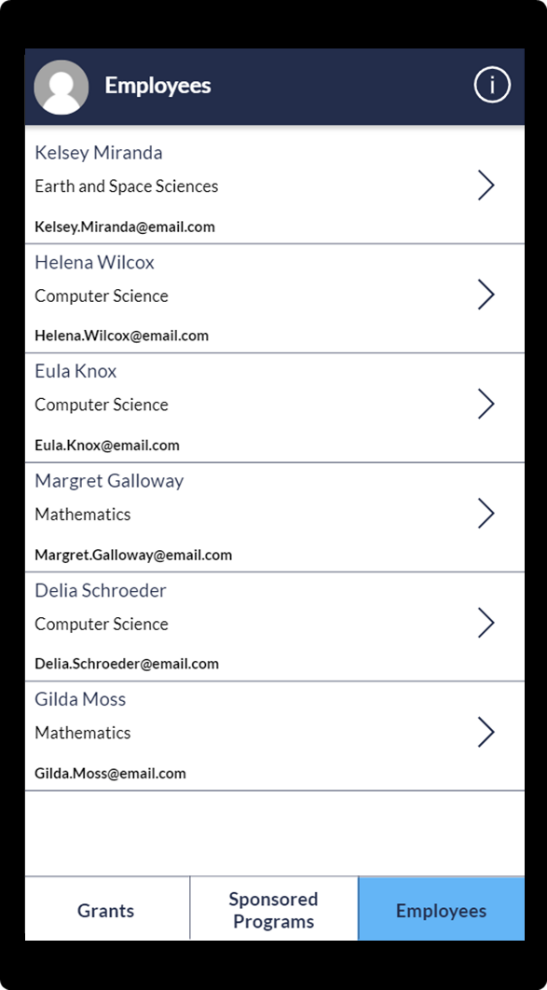 Employees
i
Kelsey Miranda
Earth and Space Sciences
Kelsey.Miranda@email.com
Helena Wilcox
Computer Science
Helena.Wilcox@email.com
Eula Knox
Computer Science
Eula.Knox@email.com
Margret Galloway
Mathematics
Margret.Galloway@email.com
Delia Schroeder
Computer Science
Delia.Schroeder@email.com
Gilda Moss
Mathematics
Gilda.Moss@email.com
Grants
Sponsored
Programs
Employees